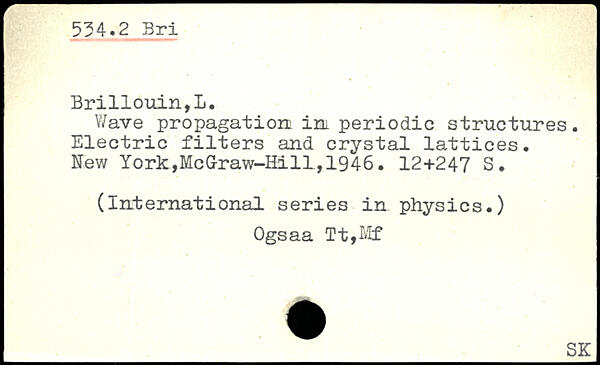 534.2 Bri
Brillouin,L.
Wave propagation in periodic structures.
Electric filters and crystal lattices.
New York,McGraw-Hill,1946. 12+247 S.
(International series in physics.)
Ogsaa Tt,Mf
SK